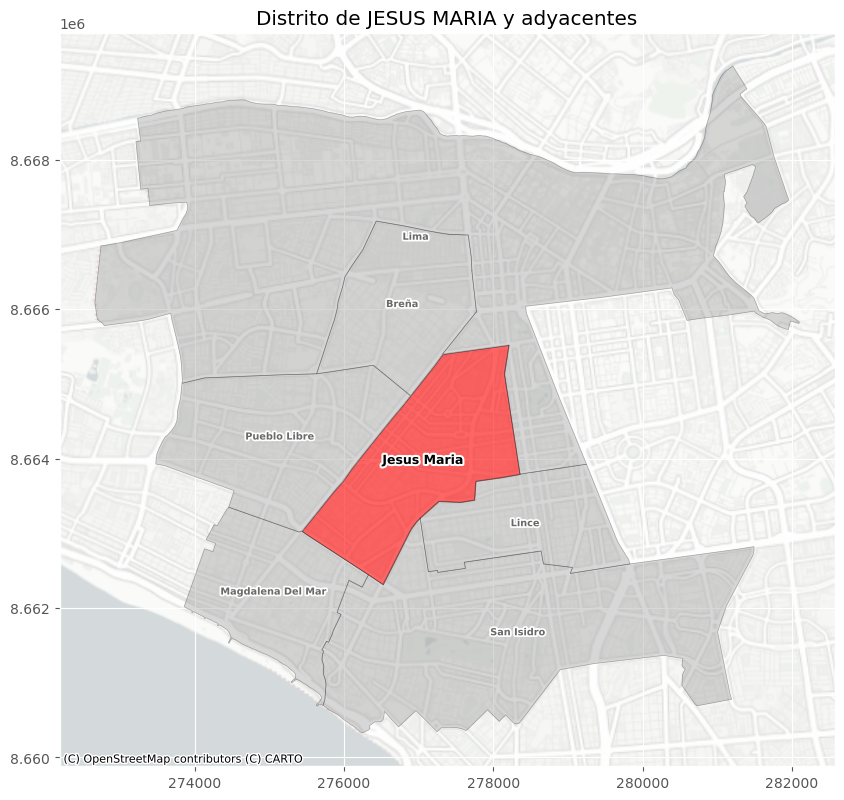 Distrito de JESUS MARIA y adyacentes
1e6
8.668
Lima
8.666
Breña
Pueblo Libre
8.664
Jesus Maria
Lince
8.662
Magdalena Del Mar
San Isidro
8.660
(C) OpenStreetMap contributors (C) CARTO
274000 276000 278000 280000 282000